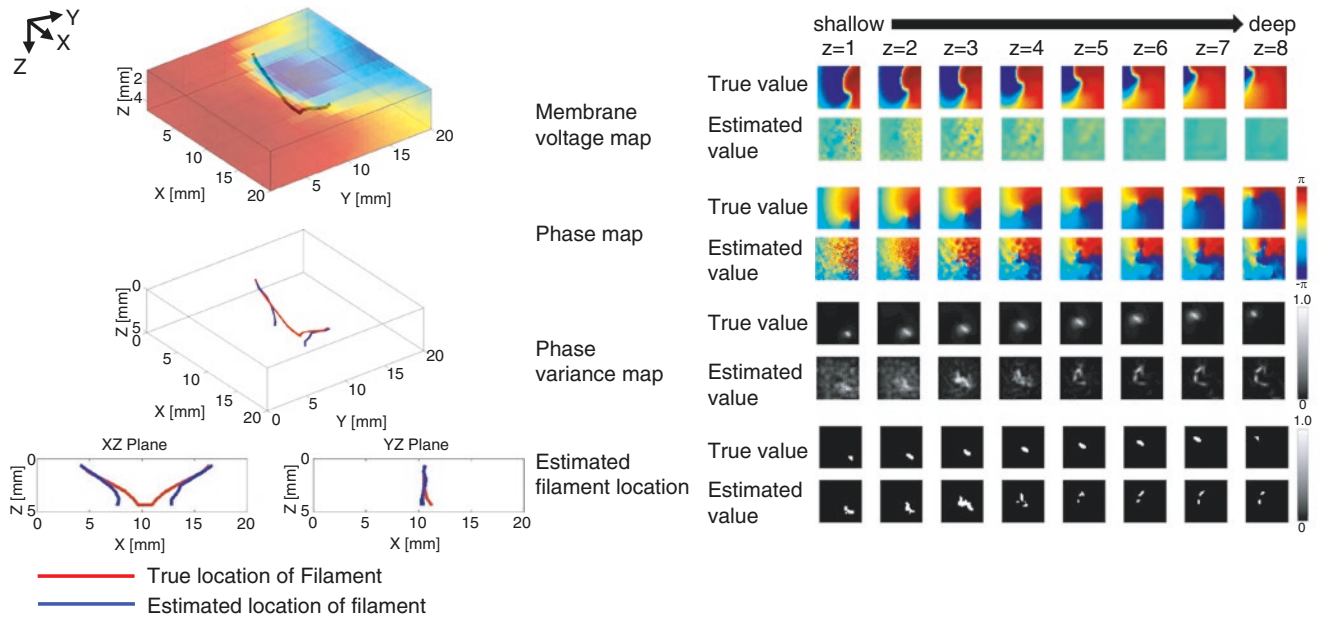 Y
X
Z
Z [mm]
2
4
5
10
15
20
X [mm]
5
10
15
20
Y [mm]
Z [mm]
0
5
0
5
10
15
20
X [mm]
0
5
10
15
20
Y [mm]
XZ Plane
Z [mm]
0
5
0
5
10
15
20
X [mm]
YZ Plane
Z [mm]
0
5
0
5
10
15
20
X [mm]
True location of Filament
Estimated location of filament
Membrane
voltage map
Phase map
Phase
variance map
Estimated
filament location
shallow
deep
z=1 z=2 z=3 z=4 z=5 z=6 z=7 z=8
True value
Estimated
value
True value
Estimated
value
π
-π
True value
Estimated
value
1.0
0
True value
Estimated
value
1.0
0